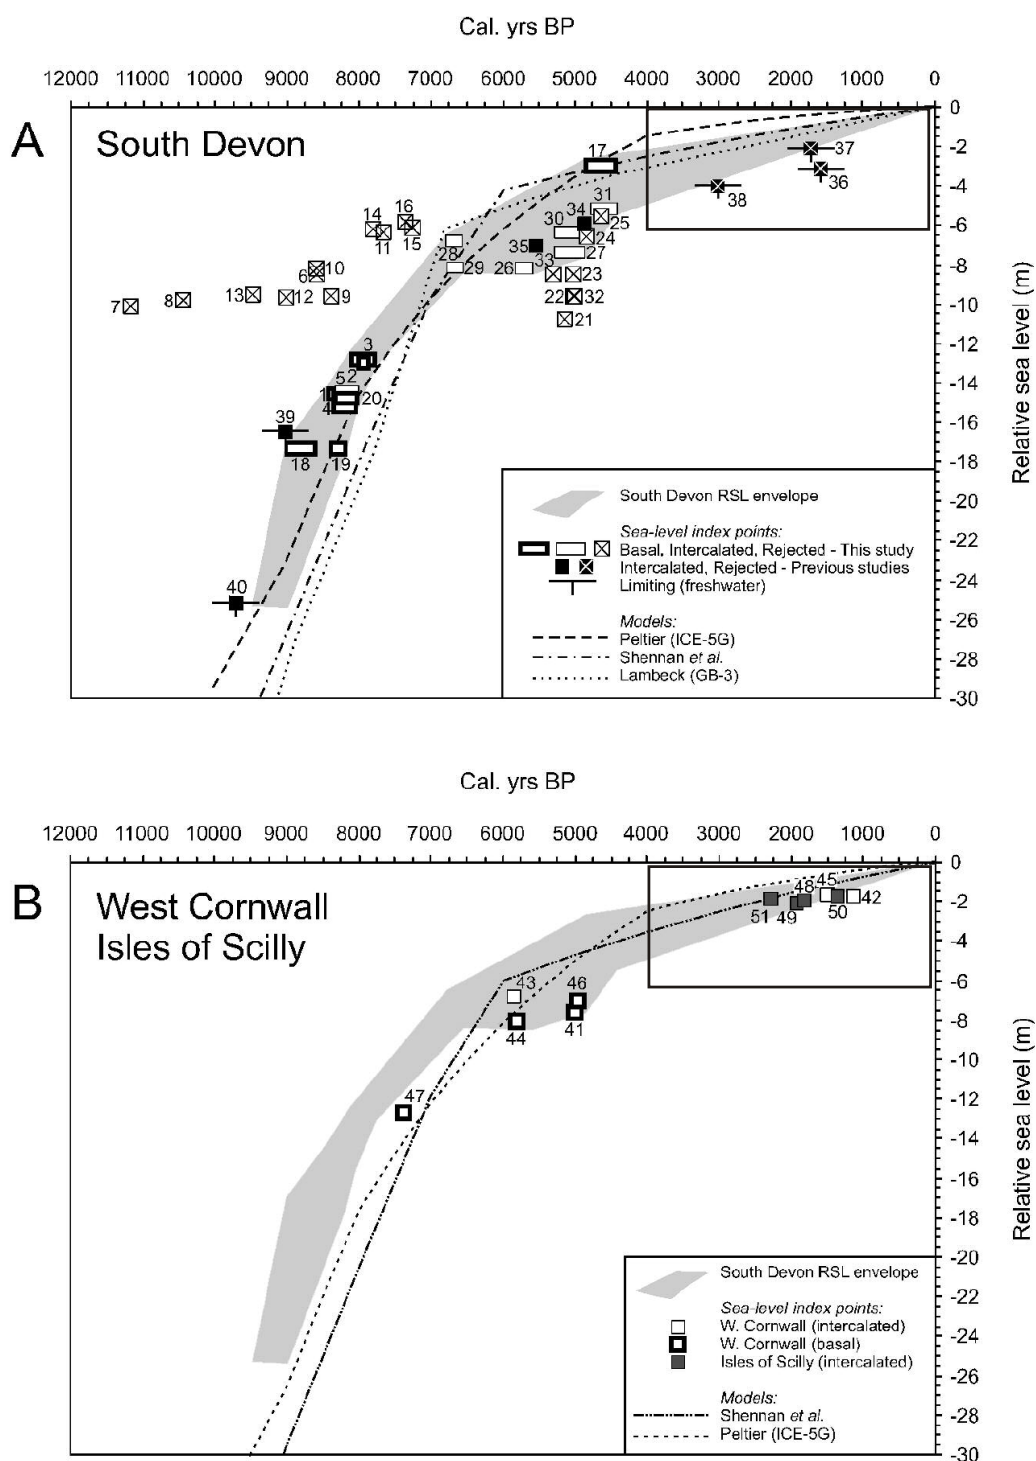 Cal. yrs BP
12000 11000 10000 9000 8000 7000 6000 5000 4000 3000 2000 1000 0
A
South Devon
0
-2
-4
-6
-8
-10
-12
-14
-16
-18
-20
-22
-24
-26
-28
-30
Relative sea level (m)
17
37
36
38
16
14
11
15
34
31
30
25
24
28
35
33
27
10
6
29
26
23
13
12
9
22
32
7
8
21
3
5
2
1
4
20
39
18
19
40
South Devon RSL envelope
Sea-level index points:
Basal, Intercalated, Rejected - This study
Intercalated, Rejected - Previous studies
Limiting (freshwater)
Models:
Peltier (ICE-5G)
Shennan et al.
Lambeck (GB-3)
Cal. yrs BP
12000 11000 10000 9000 8000 7000 6000 5000 4000 3000 2000 1000 0
B
West Cornwall
Isles of Scilly
0
-2
-4
-6
-8
-10
-12
-14
-16
-18
-20
-22
-24
-26
-28
-30
Relative sea level (m)
48
45
51
49
50
42
43
46
44
41
47
South Devon RSL envelope
Sea-level index points:
W. Cornwall (intercalated)
W. Cornwall (basal)
Isles of Scilly (intercalated)
Models:
Shennan et al.
Peltier (ICE-5G)